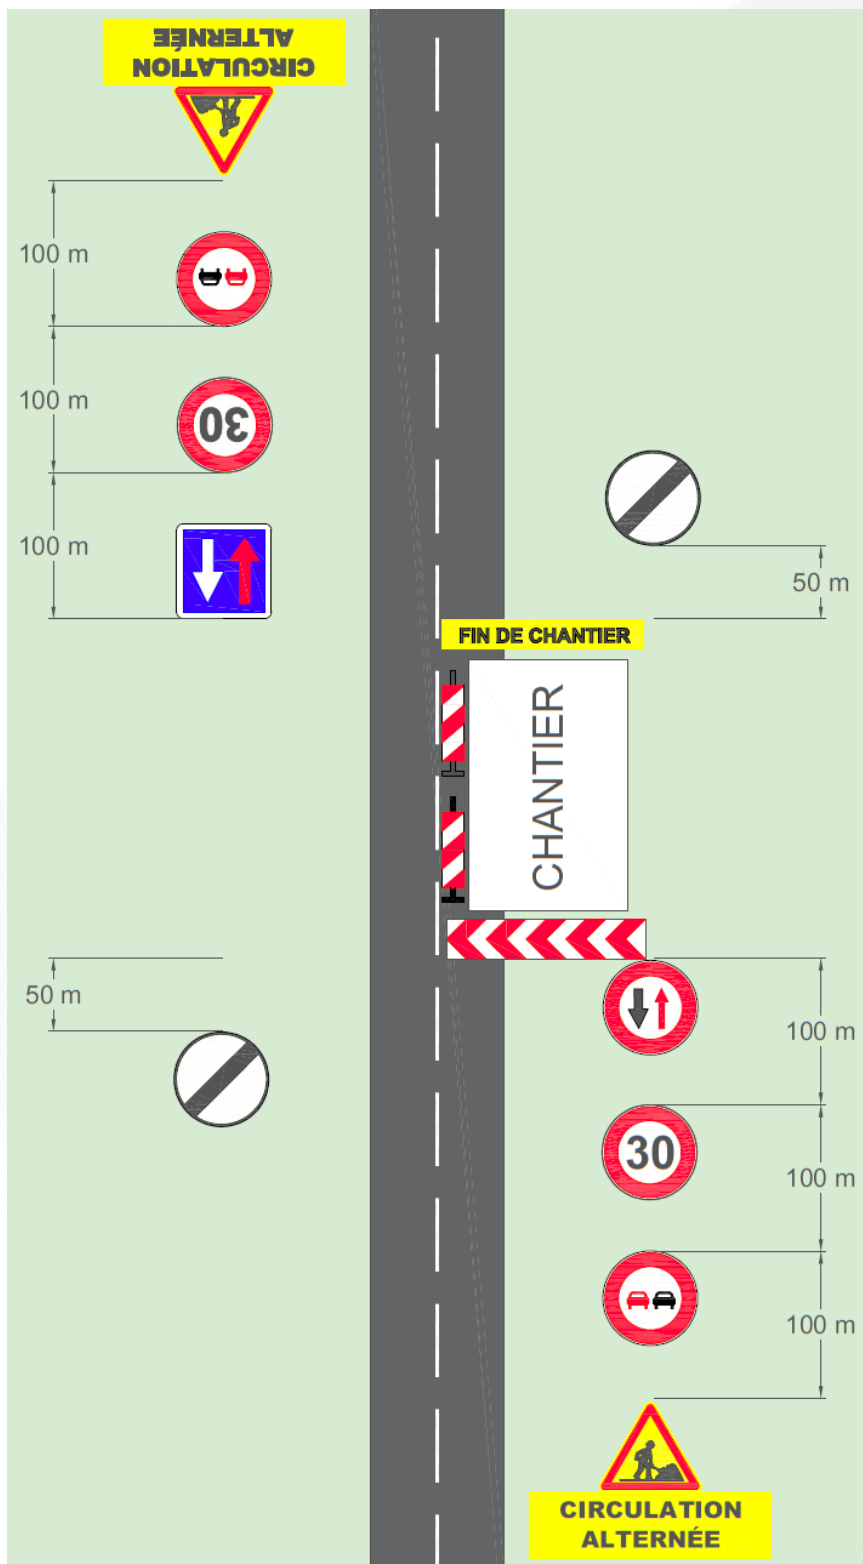 CIRCULATION
ALTERNÉE
100 m
100 m
30
100 m
50 m
FIN DE CHANTIER
CHANTIER
50 m
100 m
30
100 m
100 m
CIRCULATION
ALTERNÉE